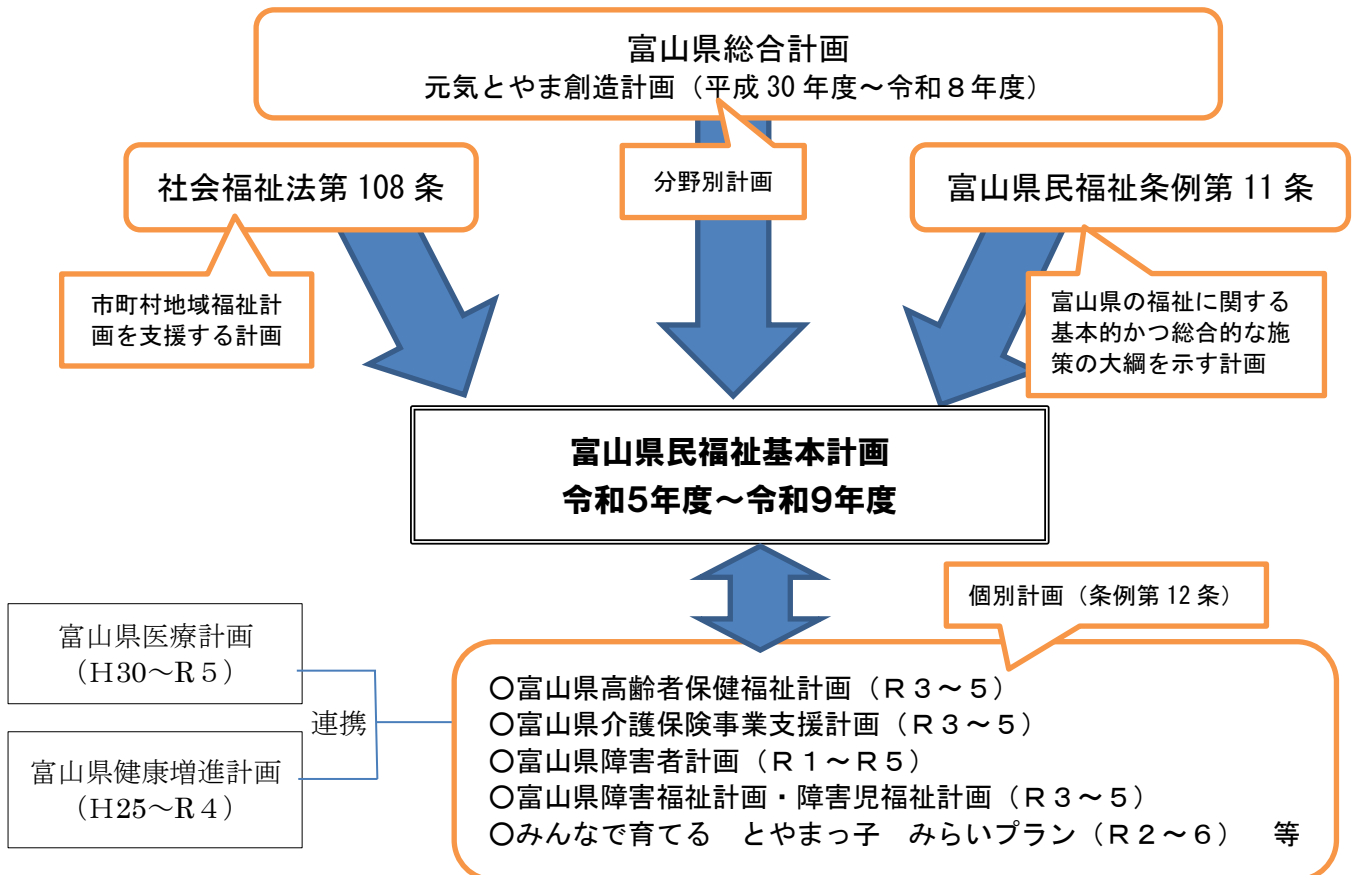 富山県総合計画
元気とやま創造計画（平成 30 年度～令和８年度）
社会福祉法第 108 条
分野別計画
富山県民福祉条例第 11 条
市町村地域福祉計
画を支援する計画
富山県の福祉に関する
基本的かつ総合的な施
策の大綱を示す計画
富山県民福祉基本計画
令和5年度～令和9年度
個別計画（条例第 12 条）
富山県医療計画
（H30～R５）
連携
富山県健康増進計画
（H25～R４）
〇富山県高齢者保健福祉計画（Ｒ３～５）
〇富山県介護保険事業支援計画（Ｒ３～５）
〇富山県障害者計画（Ｒ１～Ｒ５）
〇富山県障害福祉計画・障害児福祉計画（Ｒ３～５）
〇みんなで育てる　とやまっ子　みらいプラン（Ｒ２～６）　等